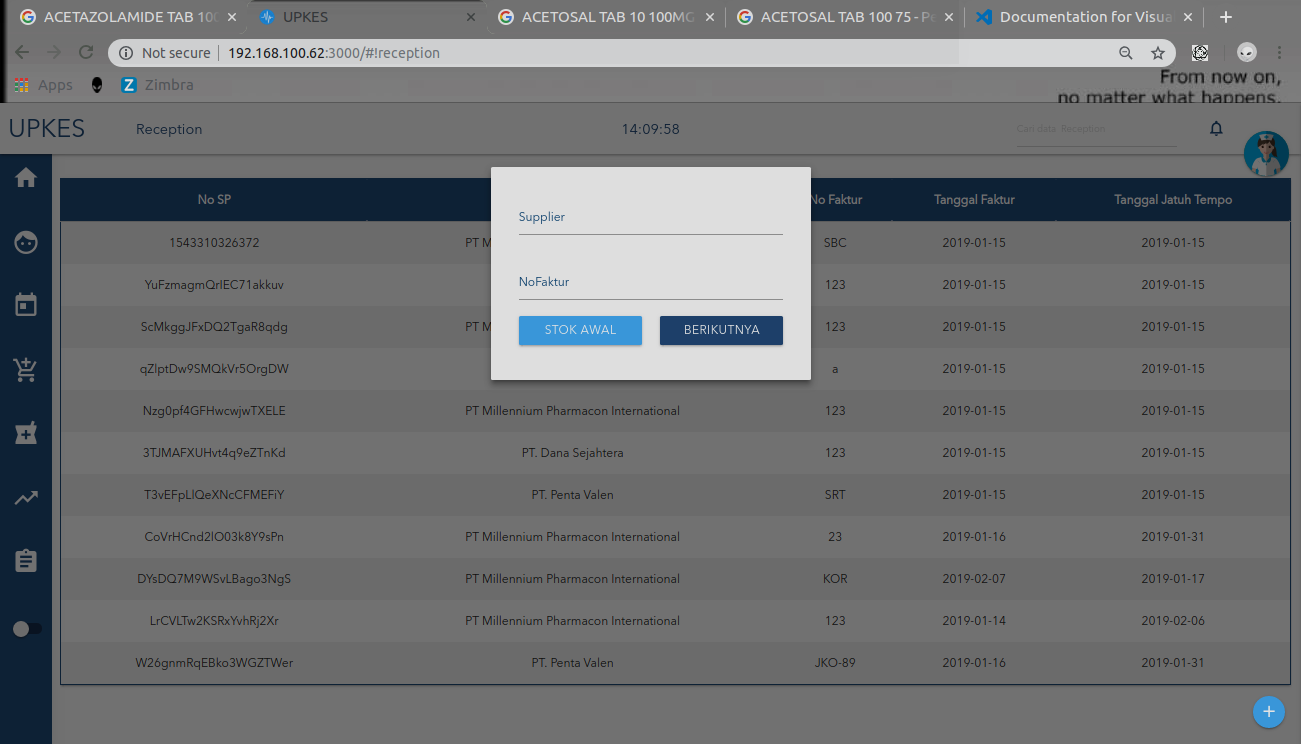 ACETAZOLAMIDE TAB 100
UPKES
ACETOSAL TAB 10 100MG
ACETOSAL TAB 100 75 - Pe
Documentation for Visua
Not secure
192.168.100.62:3000/#!reception
Apps
Zimbra
From now on,
no matter what happens.
UPKES
Reception
14:09:58
Cari data: Reception
No SP
No Faktur
Tanggal Faktur
Tanggal Jatuh Tempo
Supplier
NoFaktur
STOK AWAL
BERIKUTNYA
1543310326372 PT M SBC 2019-01-15 2019-01-15
YuFzmagmQrIEC71akkuv 123 2019-01-15 2019-01-15
ScMkggJFxDQ2TgaR8qdg PT M 123 2019-01-15 2019-01-15
qZlptDw9SMQkVr5OrgDW a 2019-01-15 2019-01-15
Nzg0pf4GFHwcwjwTXELE PT Millennium Pharmacon International 123 2019-01-15 2019-01-15
3TJMAFXUHvt4q9eZTnKd PT. Dana Sejahtera 123 2019-01-15 2019-01-15
T3vEFpLlQeXNcCFMEFiY PT. Penta Valen SRT 2019-01-15 2019-01-15
CoVrHCnd2lO03k8Y9sPn PT Millennium Pharmacon International 23 2019-01-16 2019-01-31
DYsDQ7M9WSvLBago3NgS PT Millennium Pharmacon International KOR 2019-02-07 2019-01-17
LrCVLTw2KSRxYvhRj2Xr PT Millennium Pharmacon International 123 2019-01-14 2019-02-06
W26gnmRqEBko3WGZTWer PT. Penta Valen JKO-89 2019-01-16 2019-01-31